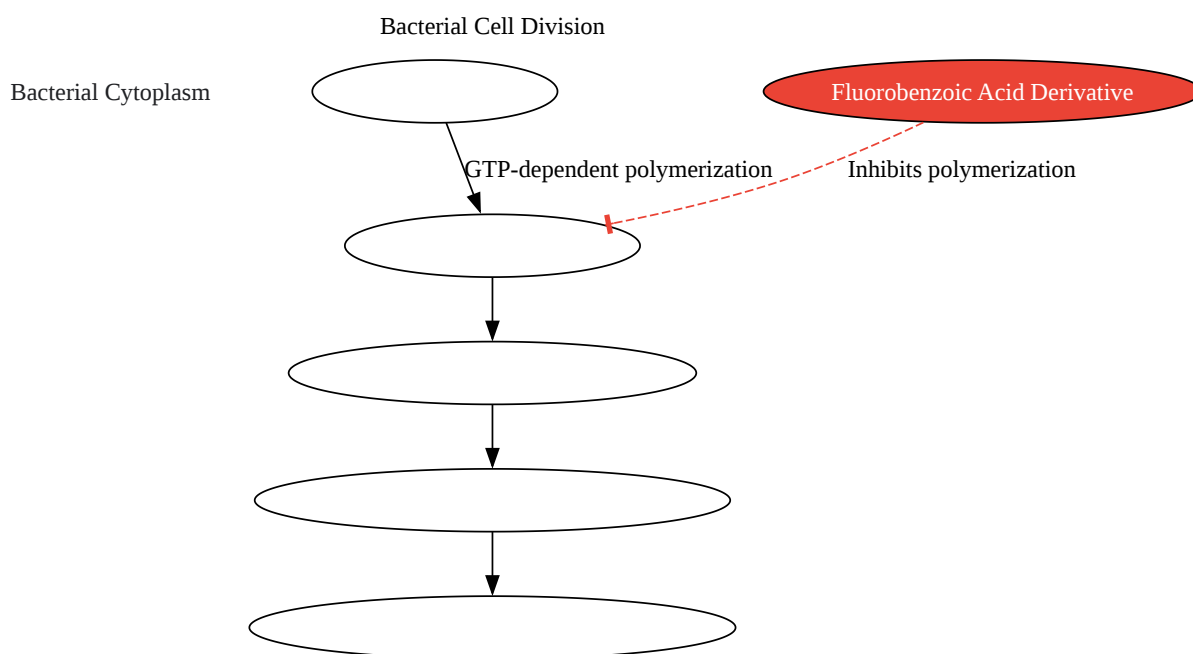 Bacterial Cell Division
Bacterial Cytoplasm
Fluorobenzoic Acid Derivative
GTP-dependent polymerization
Inhibits polymerization